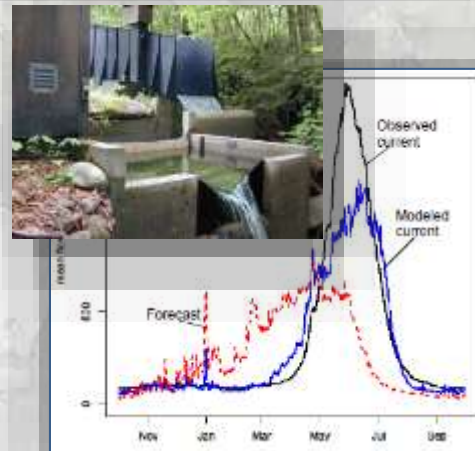 Observed
current
Modeled
current
Forecast
0
Nov
Jan
Mar
May
Jul
Sep